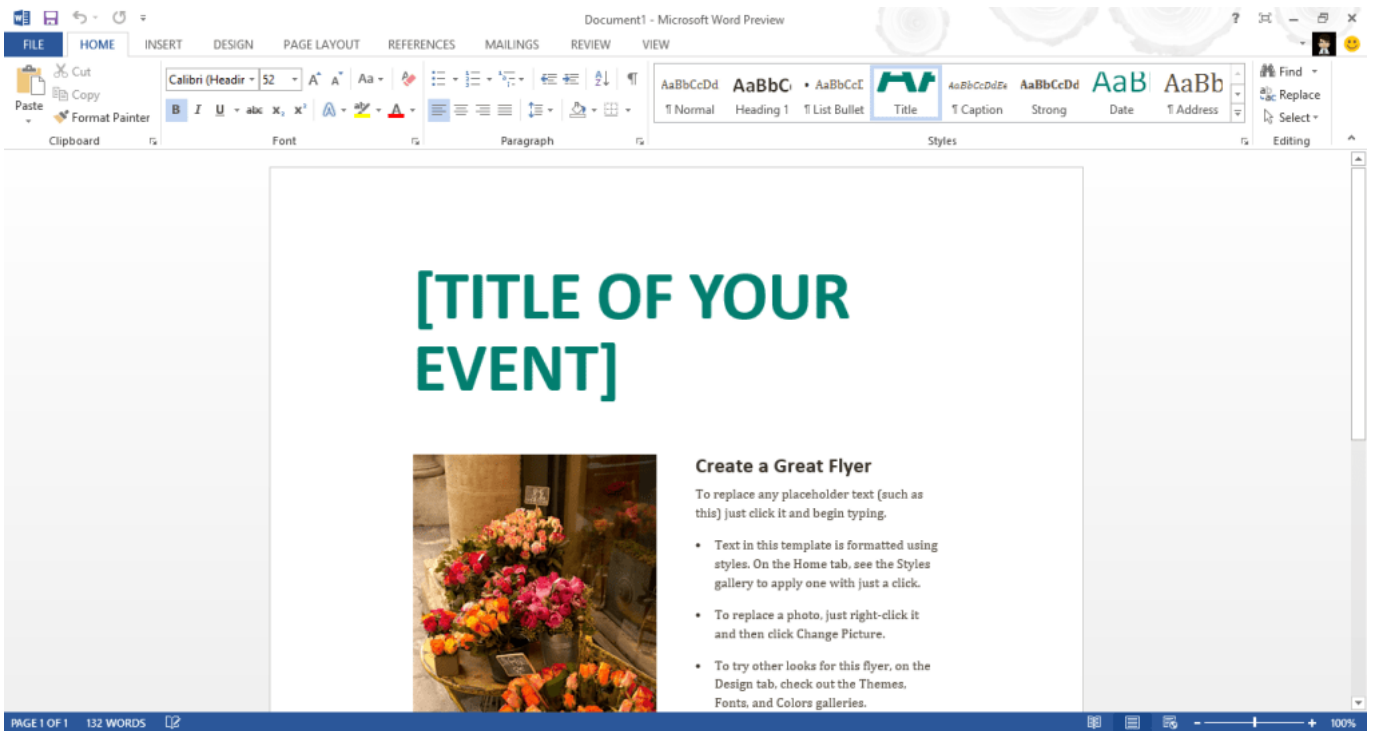 Document1 - Microsoft Word Preview
?
FILE HOME INSERT DESIGN PAGE LAYOUT REFERENCES MAILINGS REVIEW VIEW
Paste
Cut
Copy
Format Painter
Clipboard
Calibri (Headir 52 Aa
B I U abc X₂ X² A ab A
Font
Paragraph
AaBbCcDd AaBbC AaBbCcD AaBbCcDdEe AaBbCcDd AaB AaBb
¶ Normal Heading 1 ¶ List Bullet Title ¶ Caption Strong Date ¶ Address
Styles
Find
Replace
Select
Editing
[TITLE OF YOUR
EVENT]
Create a Great Flyer
To replace any placeholder text (such as
this) just click it and begin typing.
• Text in this template is formatted using
styles. On the Home tab, see the Styles
gallery to apply one with just a click.
• To replace a photo, just right-click it
and then click Change Picture.
• To try other looks for this flyer, on the
Design tab, check out the Themes,
Fonts, and Colors galleries.
PAGE 1 OF 1 132 WORDS 100%